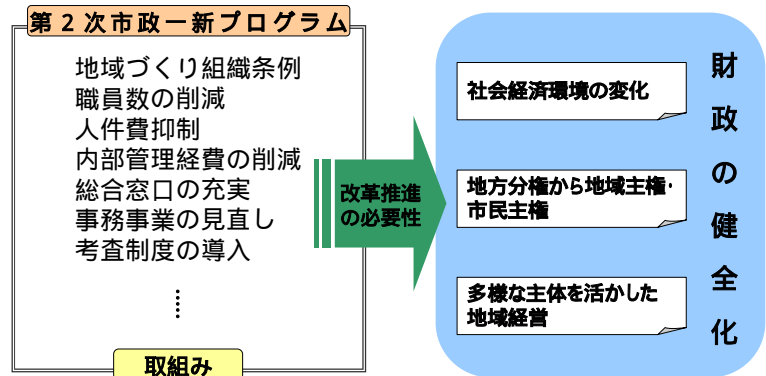 第２次市政一新プログラム
地域づくり組織条例
職員数の削減
人件費抑制
内部管理経費の削減
総合窓口の充実
事務事業の見直し
考査制度の導入
⋮
取組み
改革推進
の必要性
社会経済環境の変化
地方分権から地域主権・
市民主権
多様な主体を活かした
地域経営
財政の健全化